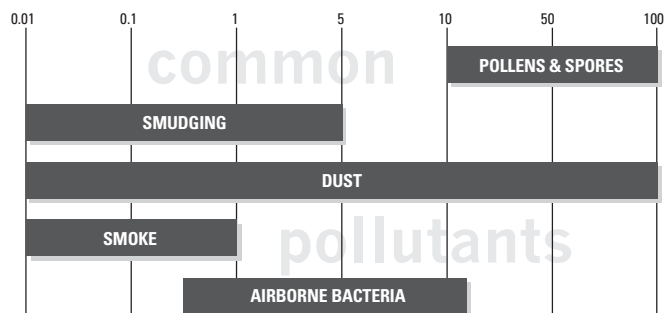 0.01 0.1 1 5 10 50 100
common
POLLENS & SPORES
SMUDGING
DUST
SMOKE
pollutants
AIRBORNE BACTERIA